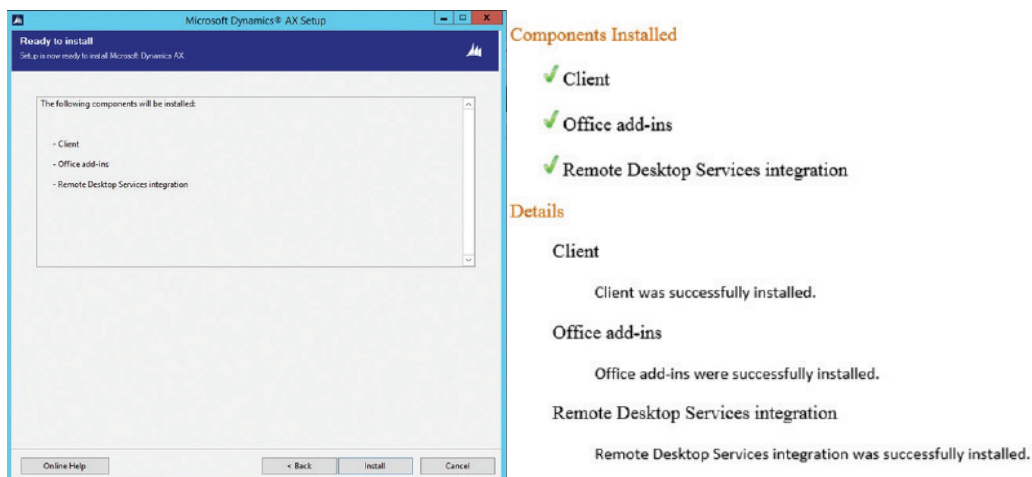 Microsoft Dynamics® AX Setup
Ready to install
Setup is now ready to install Microsoft Dynamics AX.
The following components will be installed:
- Client
- Office add-ins
- Remote Desktop Services integration
Online Help
< Back
Install
Cancel
Components Installed
Client
Office add-ins
Remote Desktop Services integration
Details
Client
Client was successfully installed.
Office add-ins
Office add-ins were successfully installed.
Remote Desktop Services integration
Remote Desktop Services integration was successfully installed.